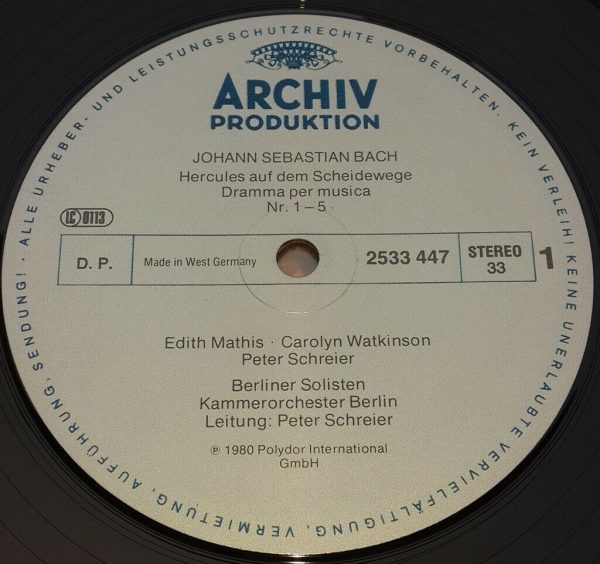 ALLE URHEBER- UND LEISTUNGSSCHUTZRECHTE VORBEHALTEN. KEIN VERLEIH! KEINE UNERLAUBTE VERVIELFÄLTIGUNG, VERMIETUNG, AUFFÜHRUNG, SENDUNG! ·
ARCHIV
PRODUKTION
JOHANN SEBASTIAN BACH
Hercules auf dem Scheidewege
Dramma per musica
Nr. 1–5
LC 0113
D. P. Made in West Germany 2533 447 STEREO 33 1
Edith Mathis · Carolyn Watkinson
Peter Schreier
Berliner Solisten
Kammerorchester Berlin
Leitung: Peter Schreier
℗ 1980 Polydor International
GmbH